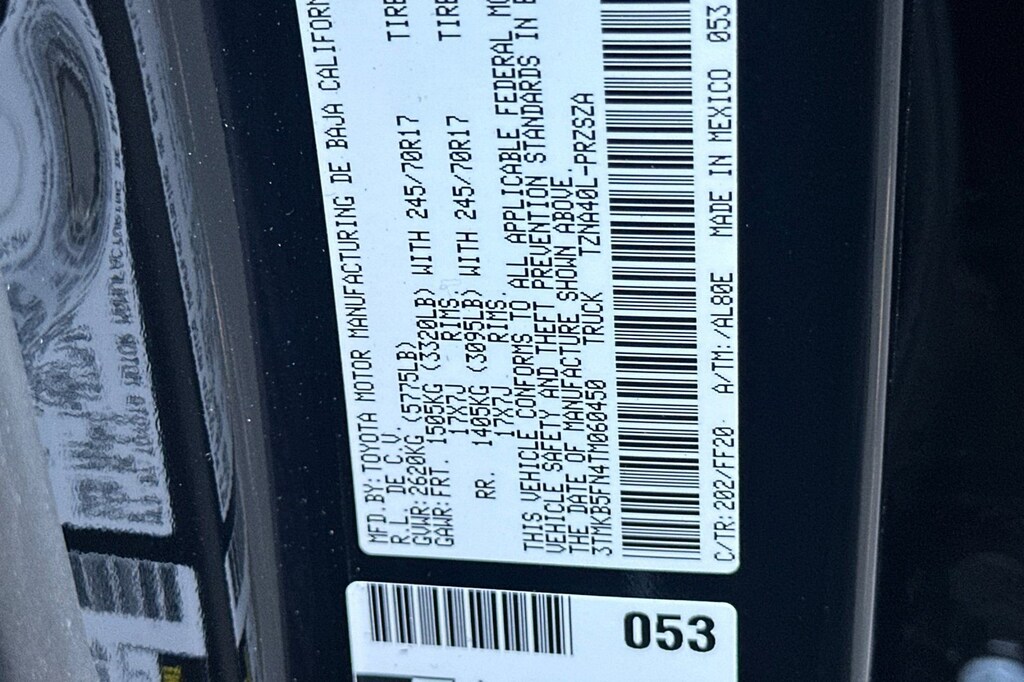 MFD.BY:TOYOTA MOTOR MANUFACTURING DE BAJA CALIFORN
R.L. DE C.V.
GVWR:2620KG (5775LB)
GAWR:FRT. 1505KG (3320LB) WITH 245/70R17 TIRE
17X7J RIMS.
RR. 1405KG (3095LB) WITH 245/70R17 TIRE
17X7J RIMS.
THIS VEHICLE CONFORMS TO ALL APPLICABLE FEDERAL MO
VEHICLE SAFETY AND THEFT PREVENTION STANDARDS IN E
THE DATE OF MANUFACTURE SHOWN ABOVE.
3TMKB5FN4TM060450 TRUCK TZNA40L-PRZSZA
C/TR:202/FF20 A/TM:/AL80E MADE IN MEXICO 053
053